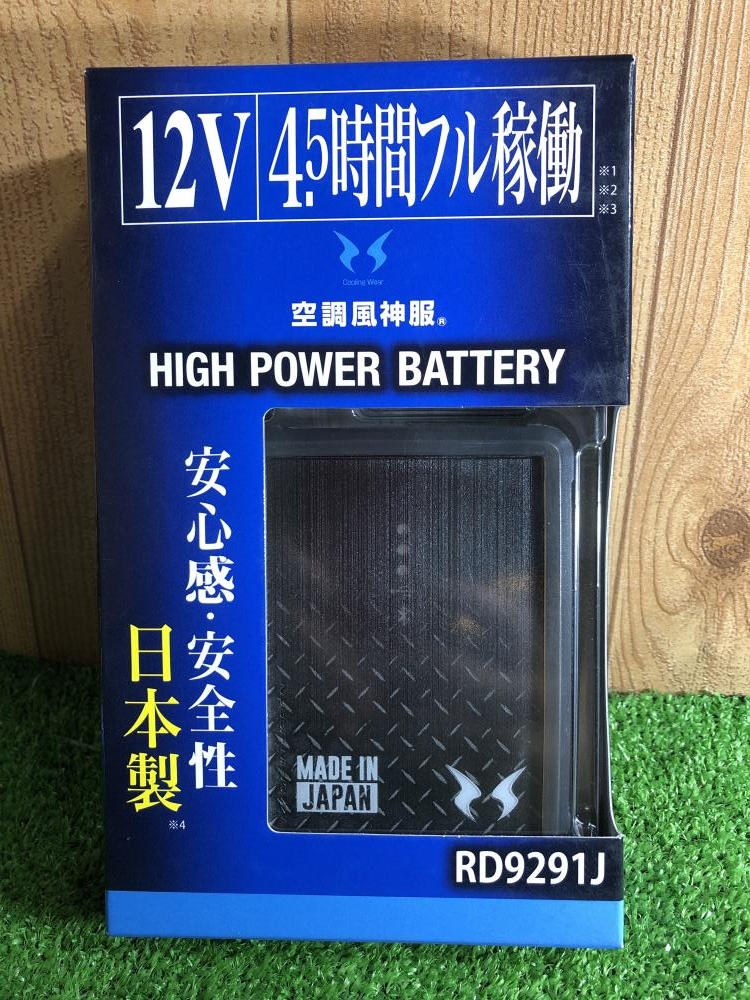 12V 4.5時間フル稼働
※1
※2
※3
Cooling Wear
空調風神服®
HIGH POWER BATTERY
安心感・安全性
日本製
※4
MADE IN
JAPAN
RD9291J